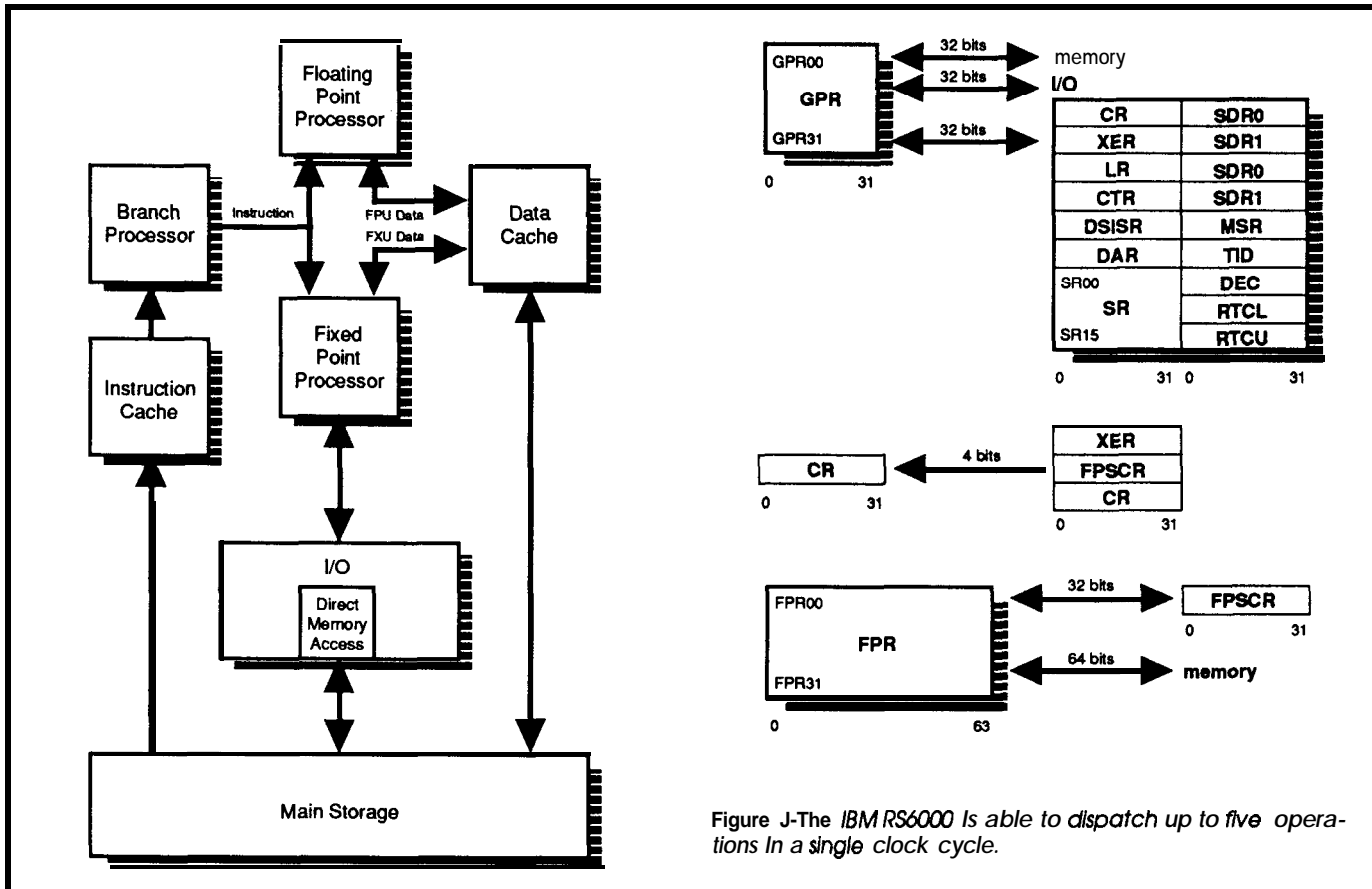 Floating
Point
Processor
Branch
Processor
Instruction
FPU Data
FXU Data
Data
Cache
Fixed
Point
Processor
Instruction
Cache
I/O
Direct
Memory
Access
Main Storage
GPR00
GPR
GPR31
0 31
32 bits
memory
32 bits
I/O
32 bits
CR SDR0
XER SDR1
LR SDR0
CTR SDR1
DSISR MSR
DAR TID
SR00 DEC
SR RTCL
SR15 RTCU
0 31 0 31
CR
0 31
4 bits
XER
FPSCR
CR
0 31
FPR00
FPR
FPR31
0 63
32 bits
FPSCR
0 31
64 bits
memory
Figure J-The IBM RS6000 Is able to dispatch up to five opera-
tions In a single clock cycle.